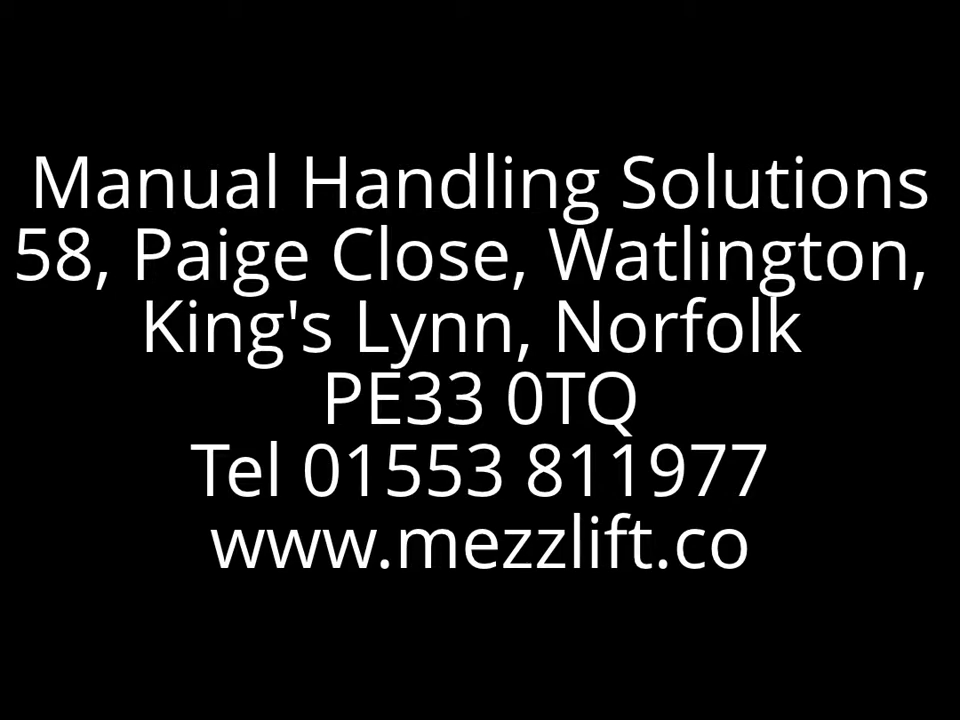 Manual Handling Solutions
58, Paige Close, Watlington,
King's Lynn, Norfolk
PE33 0TQ
Tel 01553 811977
www.mezzlift.co